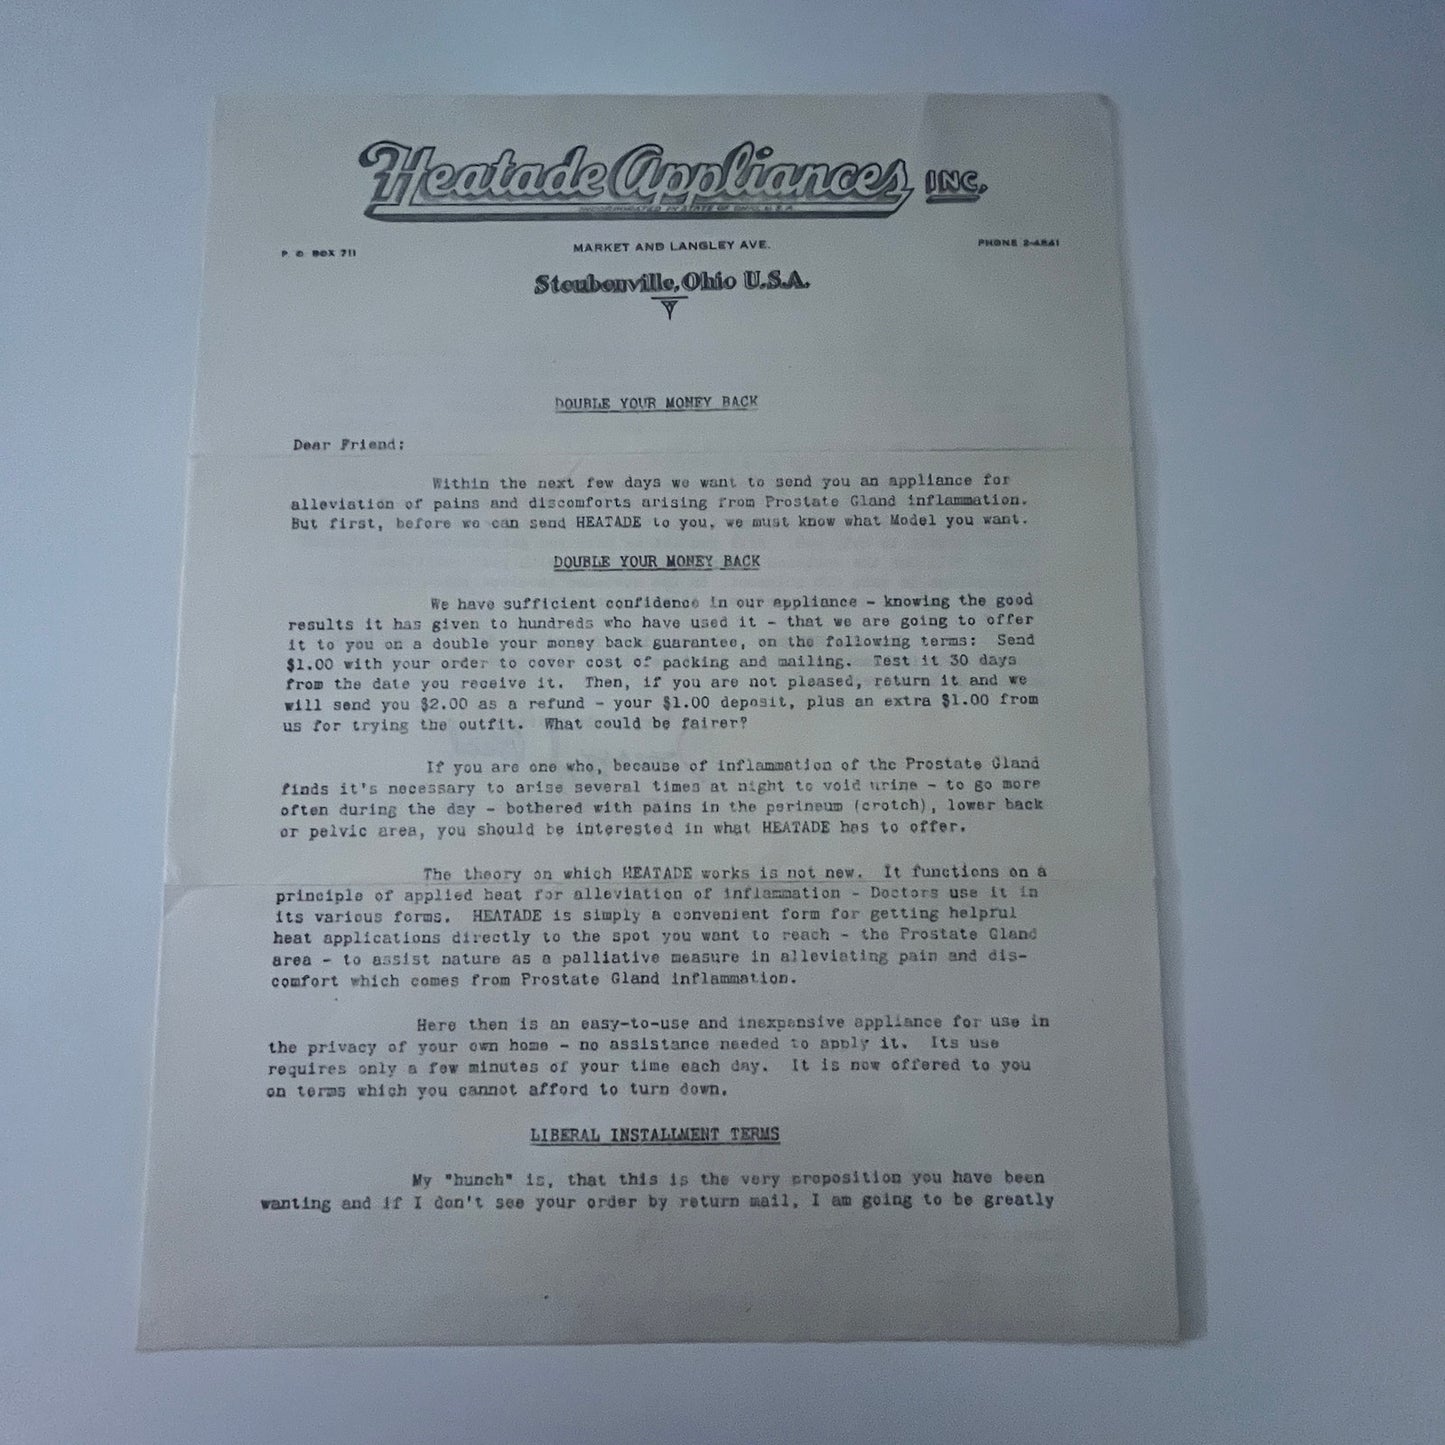 Heatade Appliances INC.
INCORPORATED IN STATE OF OHIO, U.S.A.
P. O. BOX 711
MARKET AND LANGLEY AVE.
PHONE 2-4841
Steubenville, Ohio U.S.A.
DOUBLE YOUR MONEY BACK
Dear Friend:
Within the next few days we want to send you an appliance for
alleviation of pains and discomforts arising from Prostate Gland inflammation.
But first, before we can send HEATADE to you, we must know what Model you want.
DOUBLE YOUR MONEY BACK
We have sufficient confidence in our appliance - knowing the good
results it has given to hundreds who have used it - that we are going to offer
it to you on a double your money back guarantee, on the following terms: Send
$1.00 with your order to cover cost of packing and mailing. Test it 30 days
from the date you receive it. Then, if you are not pleased, return it and we
will send you $2.00 as a refund - your $1.00 deposit, plus an extra $1.00 from
us for trying the outfit. What could be fairer?
If you are one who, because of inflammation of the Prostate Gland
finds it's necessary to arise several times at night to void urine - to go more
often during the day - bothered with pains in the perineum (crotch), lower back
or pelvic area, you should be interested in what HEATADE has to offer.
The theory on which HEATADE works is not new. It functions on a
principle of applied heat for alleviation of inflammation - Doctors use it in
its various forms. HEATADE is simply a convenient form for getting helpful
heat applications directly to the spot you want to reach - the Prostate Gland
area - to assist nature as a palliative measure in alleviating pain and dis-
comfort which comes from Prostate Gland inflammation.
Here then is an easy-to-use and inexpensive appliance for use in
the privacy of your own home - no assistance needed to apply it. Its use
requires only a few minutes of your time each day. It is now offered to you
on terms which you cannot afford to turn down.
LIBERAL INSTALLMENT TERMS
My "hunch" is, that this is the very proposition you have been
wanting and if I don't see your order by return mail, I am going to be greatly